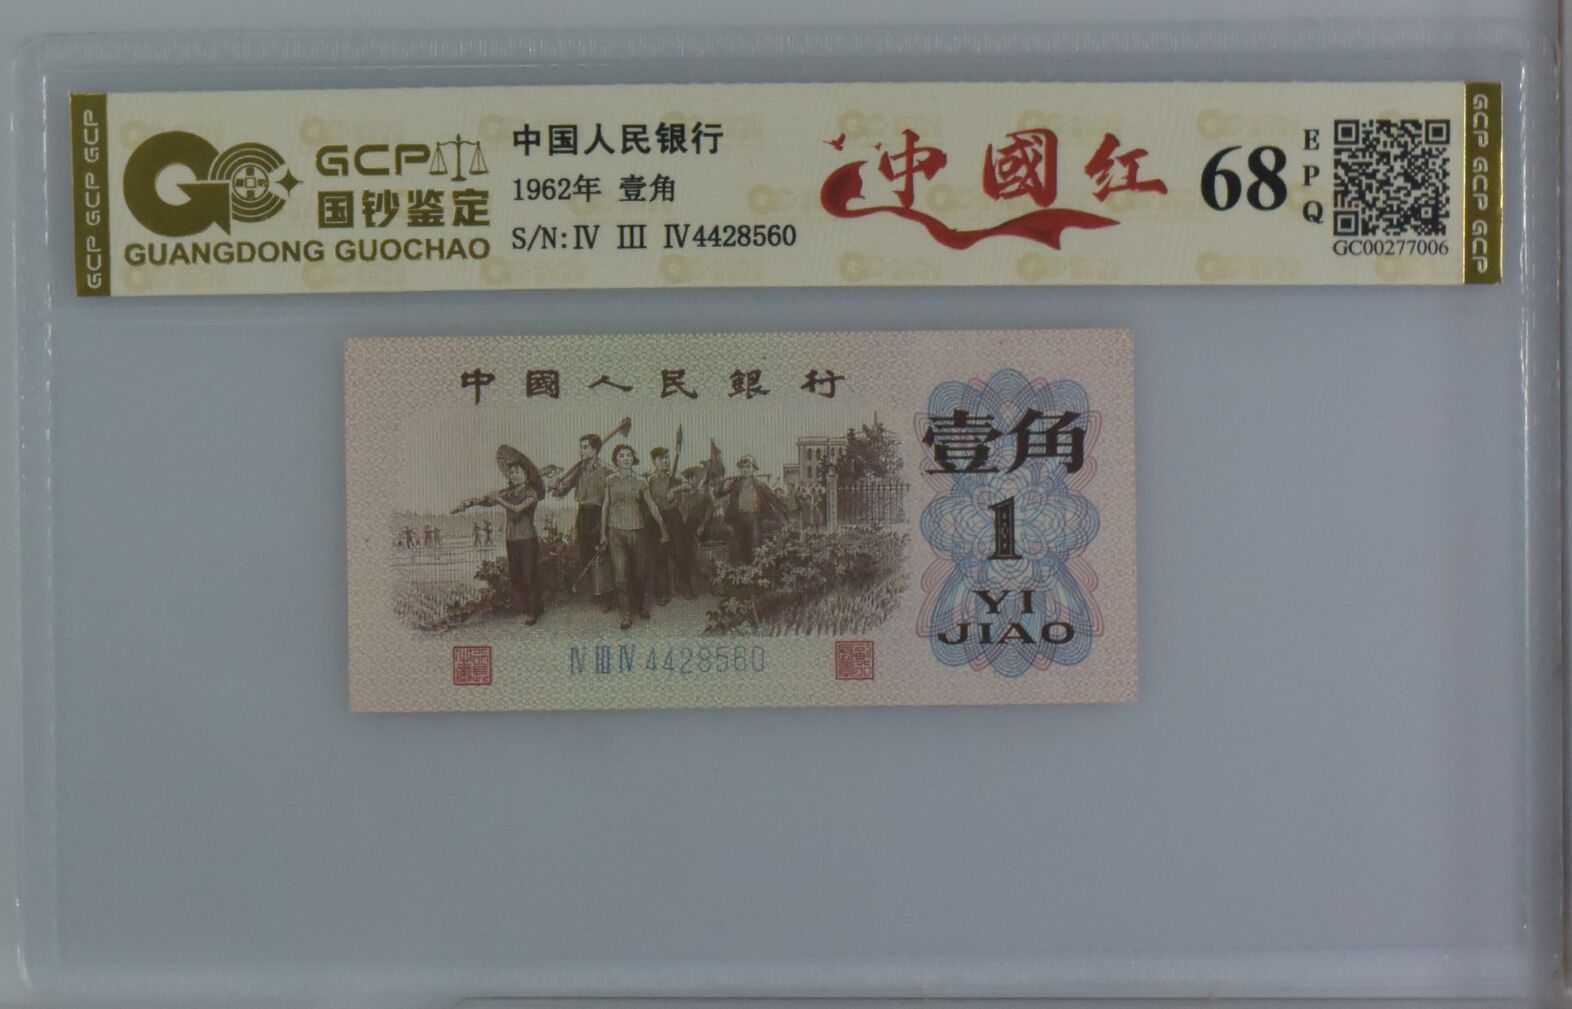 GCP GCP GCP
GCP
国钞鉴定
GUANGDONG GUOCHAO
中国人民银行
1962年 壹角
S/N:Ⅳ Ⅲ Ⅳ4428560
中國红
68
EPQ
GC00277006
GCP GCP GCP
中國人民銀行
壹角
1
YI
JIAO
Ⅳ Ⅲ Ⅳ 4428560